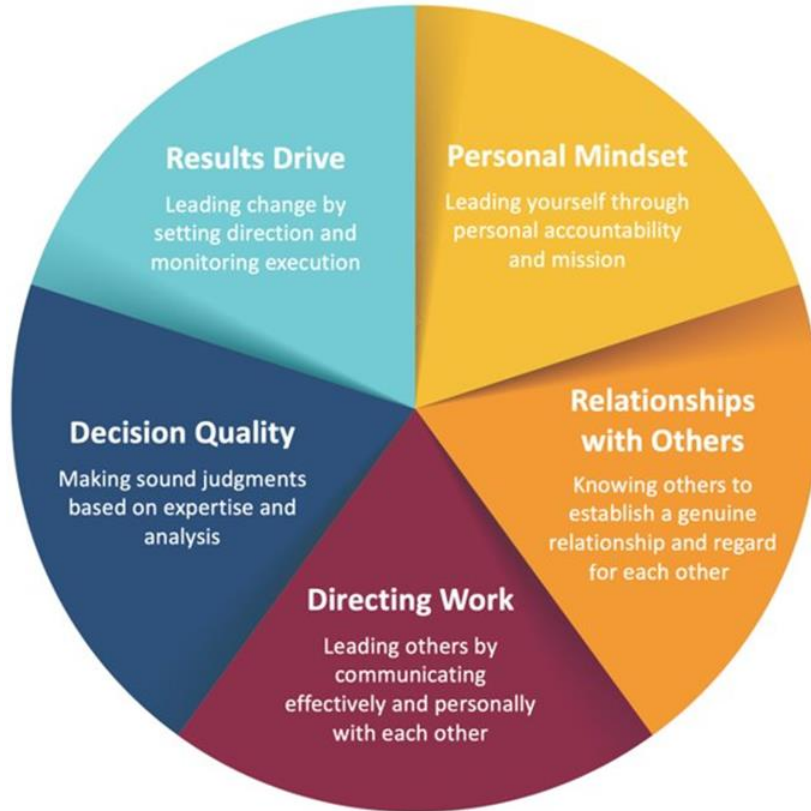 Results Drive
Leading change by
setting direction and
monitoring execution
Personal Mindset
Leading yourself through
personal accountability
and mission
Relationships
with Others
Knowing others to
establish a genuine
relationship and regard
for each other
Directing Work
Leading others by
communicating
effectively and personally
with each other
Decision Quality
Making sound judgments
based on expertise and
analysis